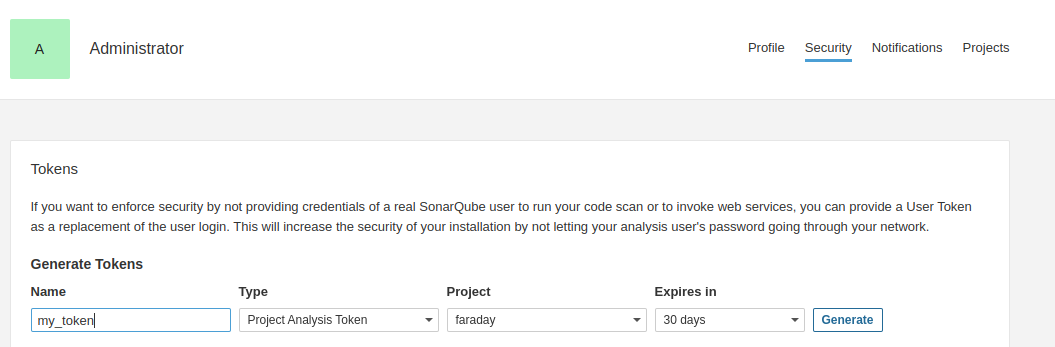 A
Administrator
Profile Security Notifications Projects
Tokens
If you want to enforce security by not providing credentials of a real SonarQube user to run your code scan or to invoke web services, you can provide a User Token
as a replacement of the user login. This will increase the security of your installation by not letting your analysis user's password going through your network.
Generate Tokens
Name Type Project Expires in
my_token Project Analysis Token faraday 30 days Generate